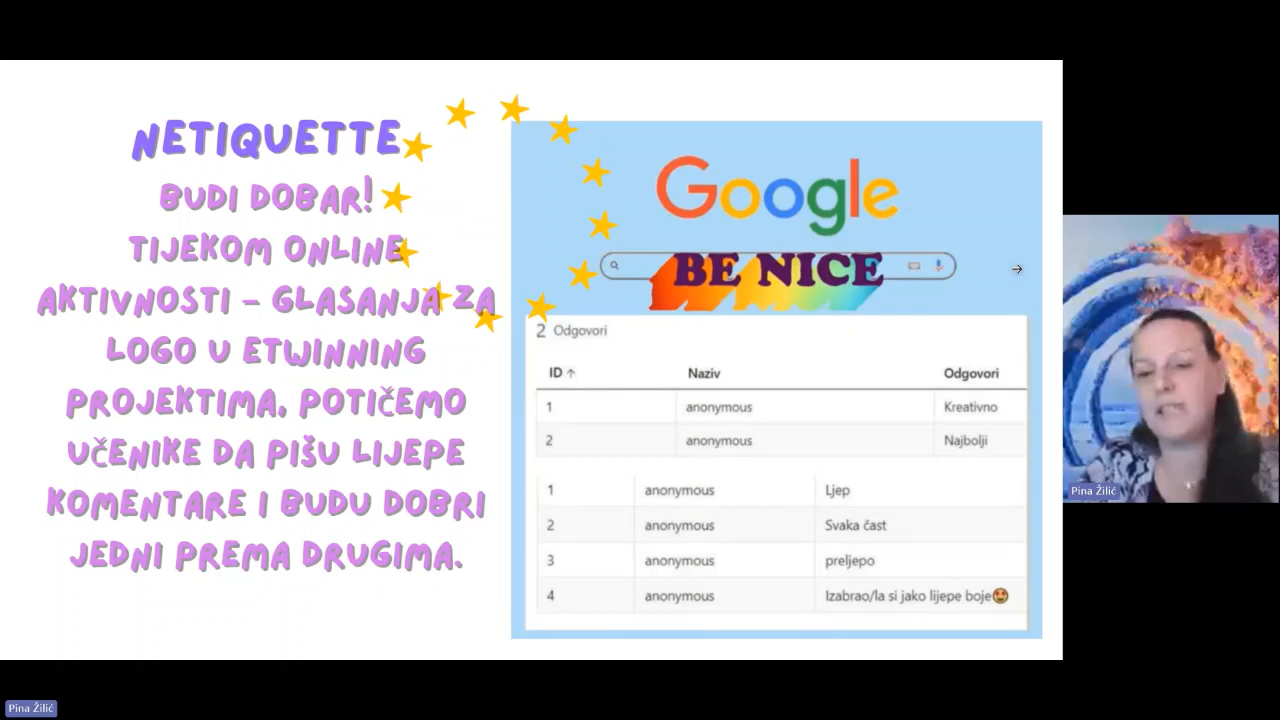 NETIQUETTE
BUDI DOBAR!
TIJEKOM ONLINE
AKTIVNOSTI – GLASANJA ZA
LOGO U ETWINNING
PROJEKTIMA, POTIČEMO
UČENIKE DA PIŠU LIJEPE
KOMENTARE I BUDU DOBRI
JEDNI PREMA DRUGIMA.
Google
BE NICE
2 Odgovori
ID ↑ Naziv Odgovori
1 anonymous Kreativno
2 anonymous Najbolji
1 anonymous Ljep
2 anonymous Svaka čast
3 anonymous preljepo
4 anonymous Izabrao/la si jako lijepe boje🤩
Pina Žilić
Pina Žilić